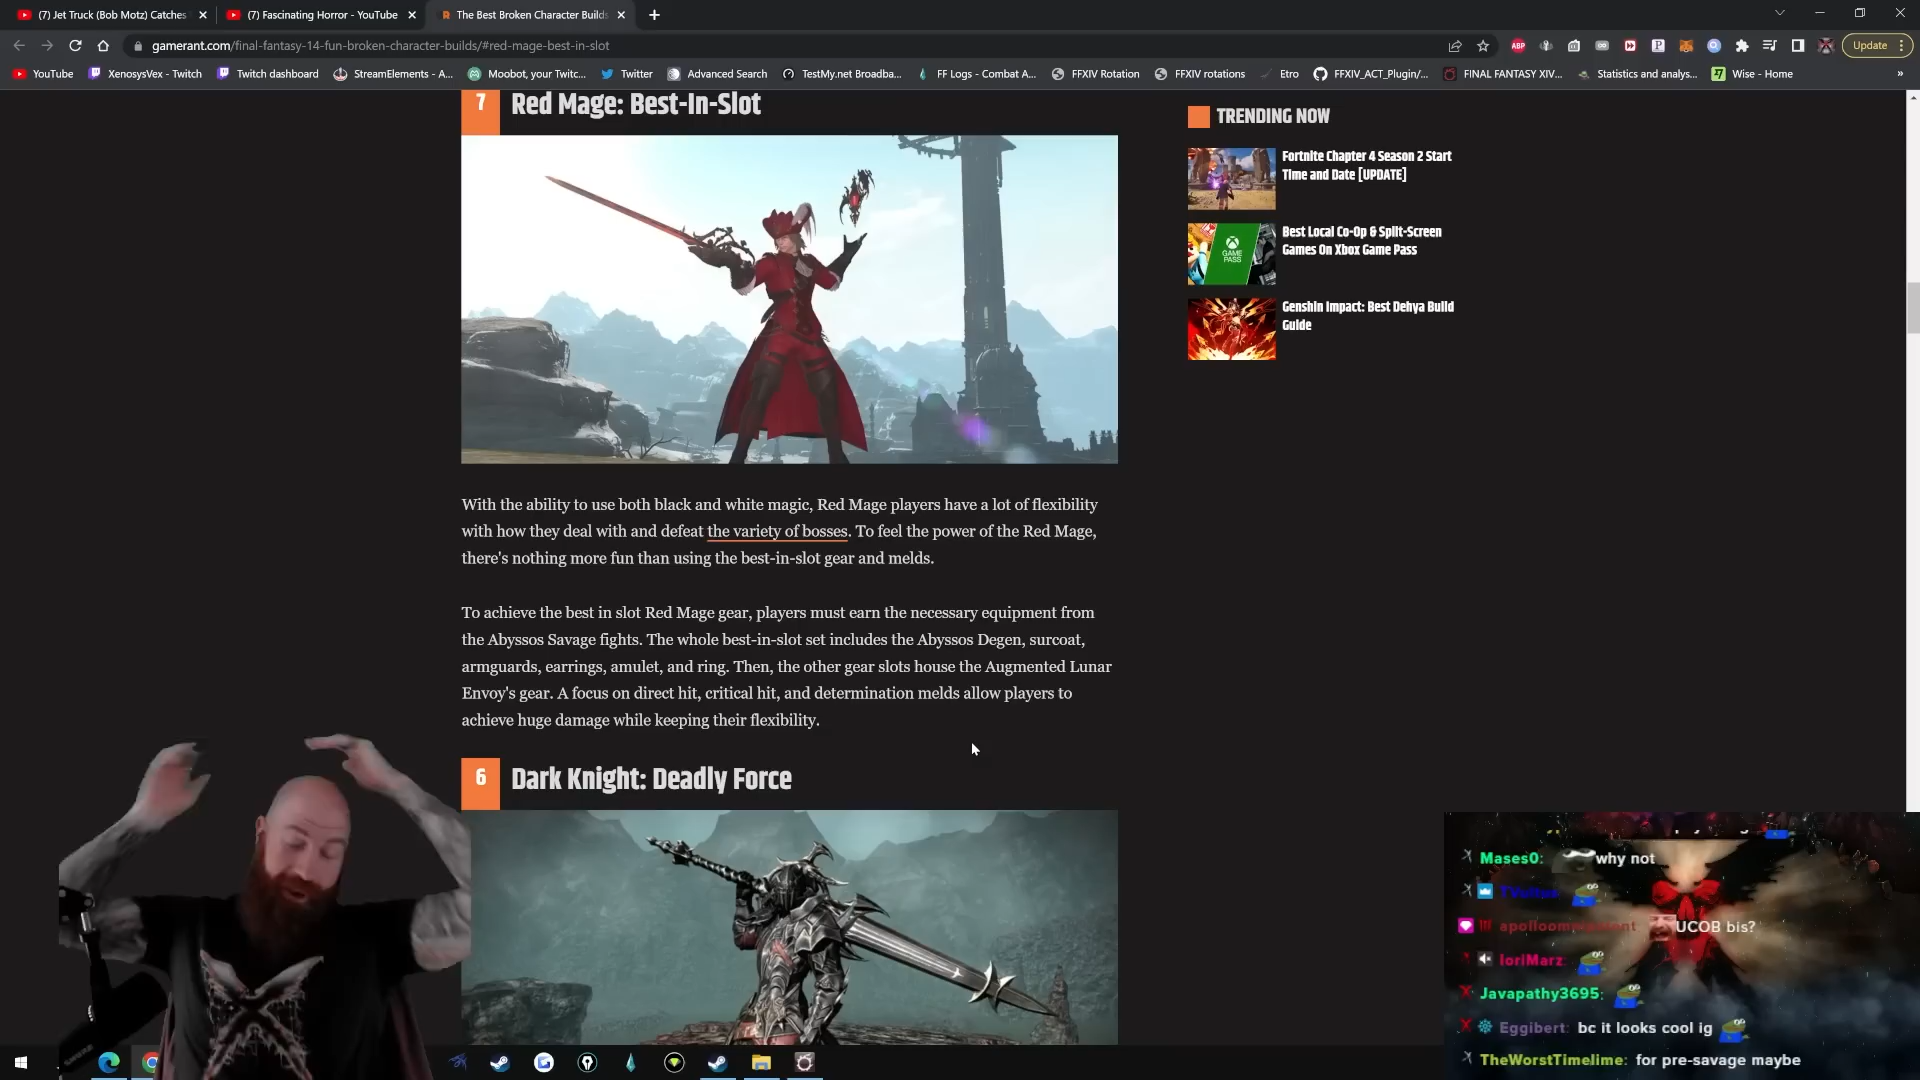 (7) Jet Truck (Bob Motz) Catches
(7) Fascinating Horror - YouTube
The Best Broken Character Builds
gamerant.com/final-fantasy-14-fun-broken-character-builds/#red-mage-best-in-slot
ABP
Update
YouTube
XenosysVex - Twitch
Twitch dashboard
StreamElements - A...
Moobot, your Twitc...
Twitter
Advanced Search
TestMy.net Broadba...
FF Logs - Combat A...
FFXIV Rotation
FFXIV rotations
Etro
FFXIV_ACT_Plugin/...
FINAL FANTASY XIV...
Statistics and analys...
Wise - Home
7 Red Mage: Best-In-Slot
TRENDING NOW
Fortnite Chapter 4 Season 2 Start
Time and Date [UPDATE]
Best Local Co-Op & Split-Screen
Games On Xbox Game Pass
GAME
PASS
Genshin Impact: Best Dehya Build
Guide
With the ability to use both black and white magic, Red Mage players have a lot of flexibility
with how they deal with and defeat the variety of bosses. To feel the power of the Red Mage,
there's nothing more fun than using the best-in-slot gear and melds.
To achieve the best in slot Red Mage gear, players must earn the necessary equipment from
the Abyssos Savage fights. The whole best-in-slot set includes the Abyssos Degen, surcoat,
armguards, earrings, amulet, and ring. Then, the other gear slots house the Augmented Lunar
Envoy's gear. A focus on direct hit, critical hit, and determination melds allow players to
achieve huge damage while keeping their flexibility.
6 Dark Knight: Deadly Force
Mases0: why not
UCOB bis?
IoriMarz:
Javapathy3695:
Eggibert: bc it looks cool ig
TheWorstTimelime: for pre-savage maybe